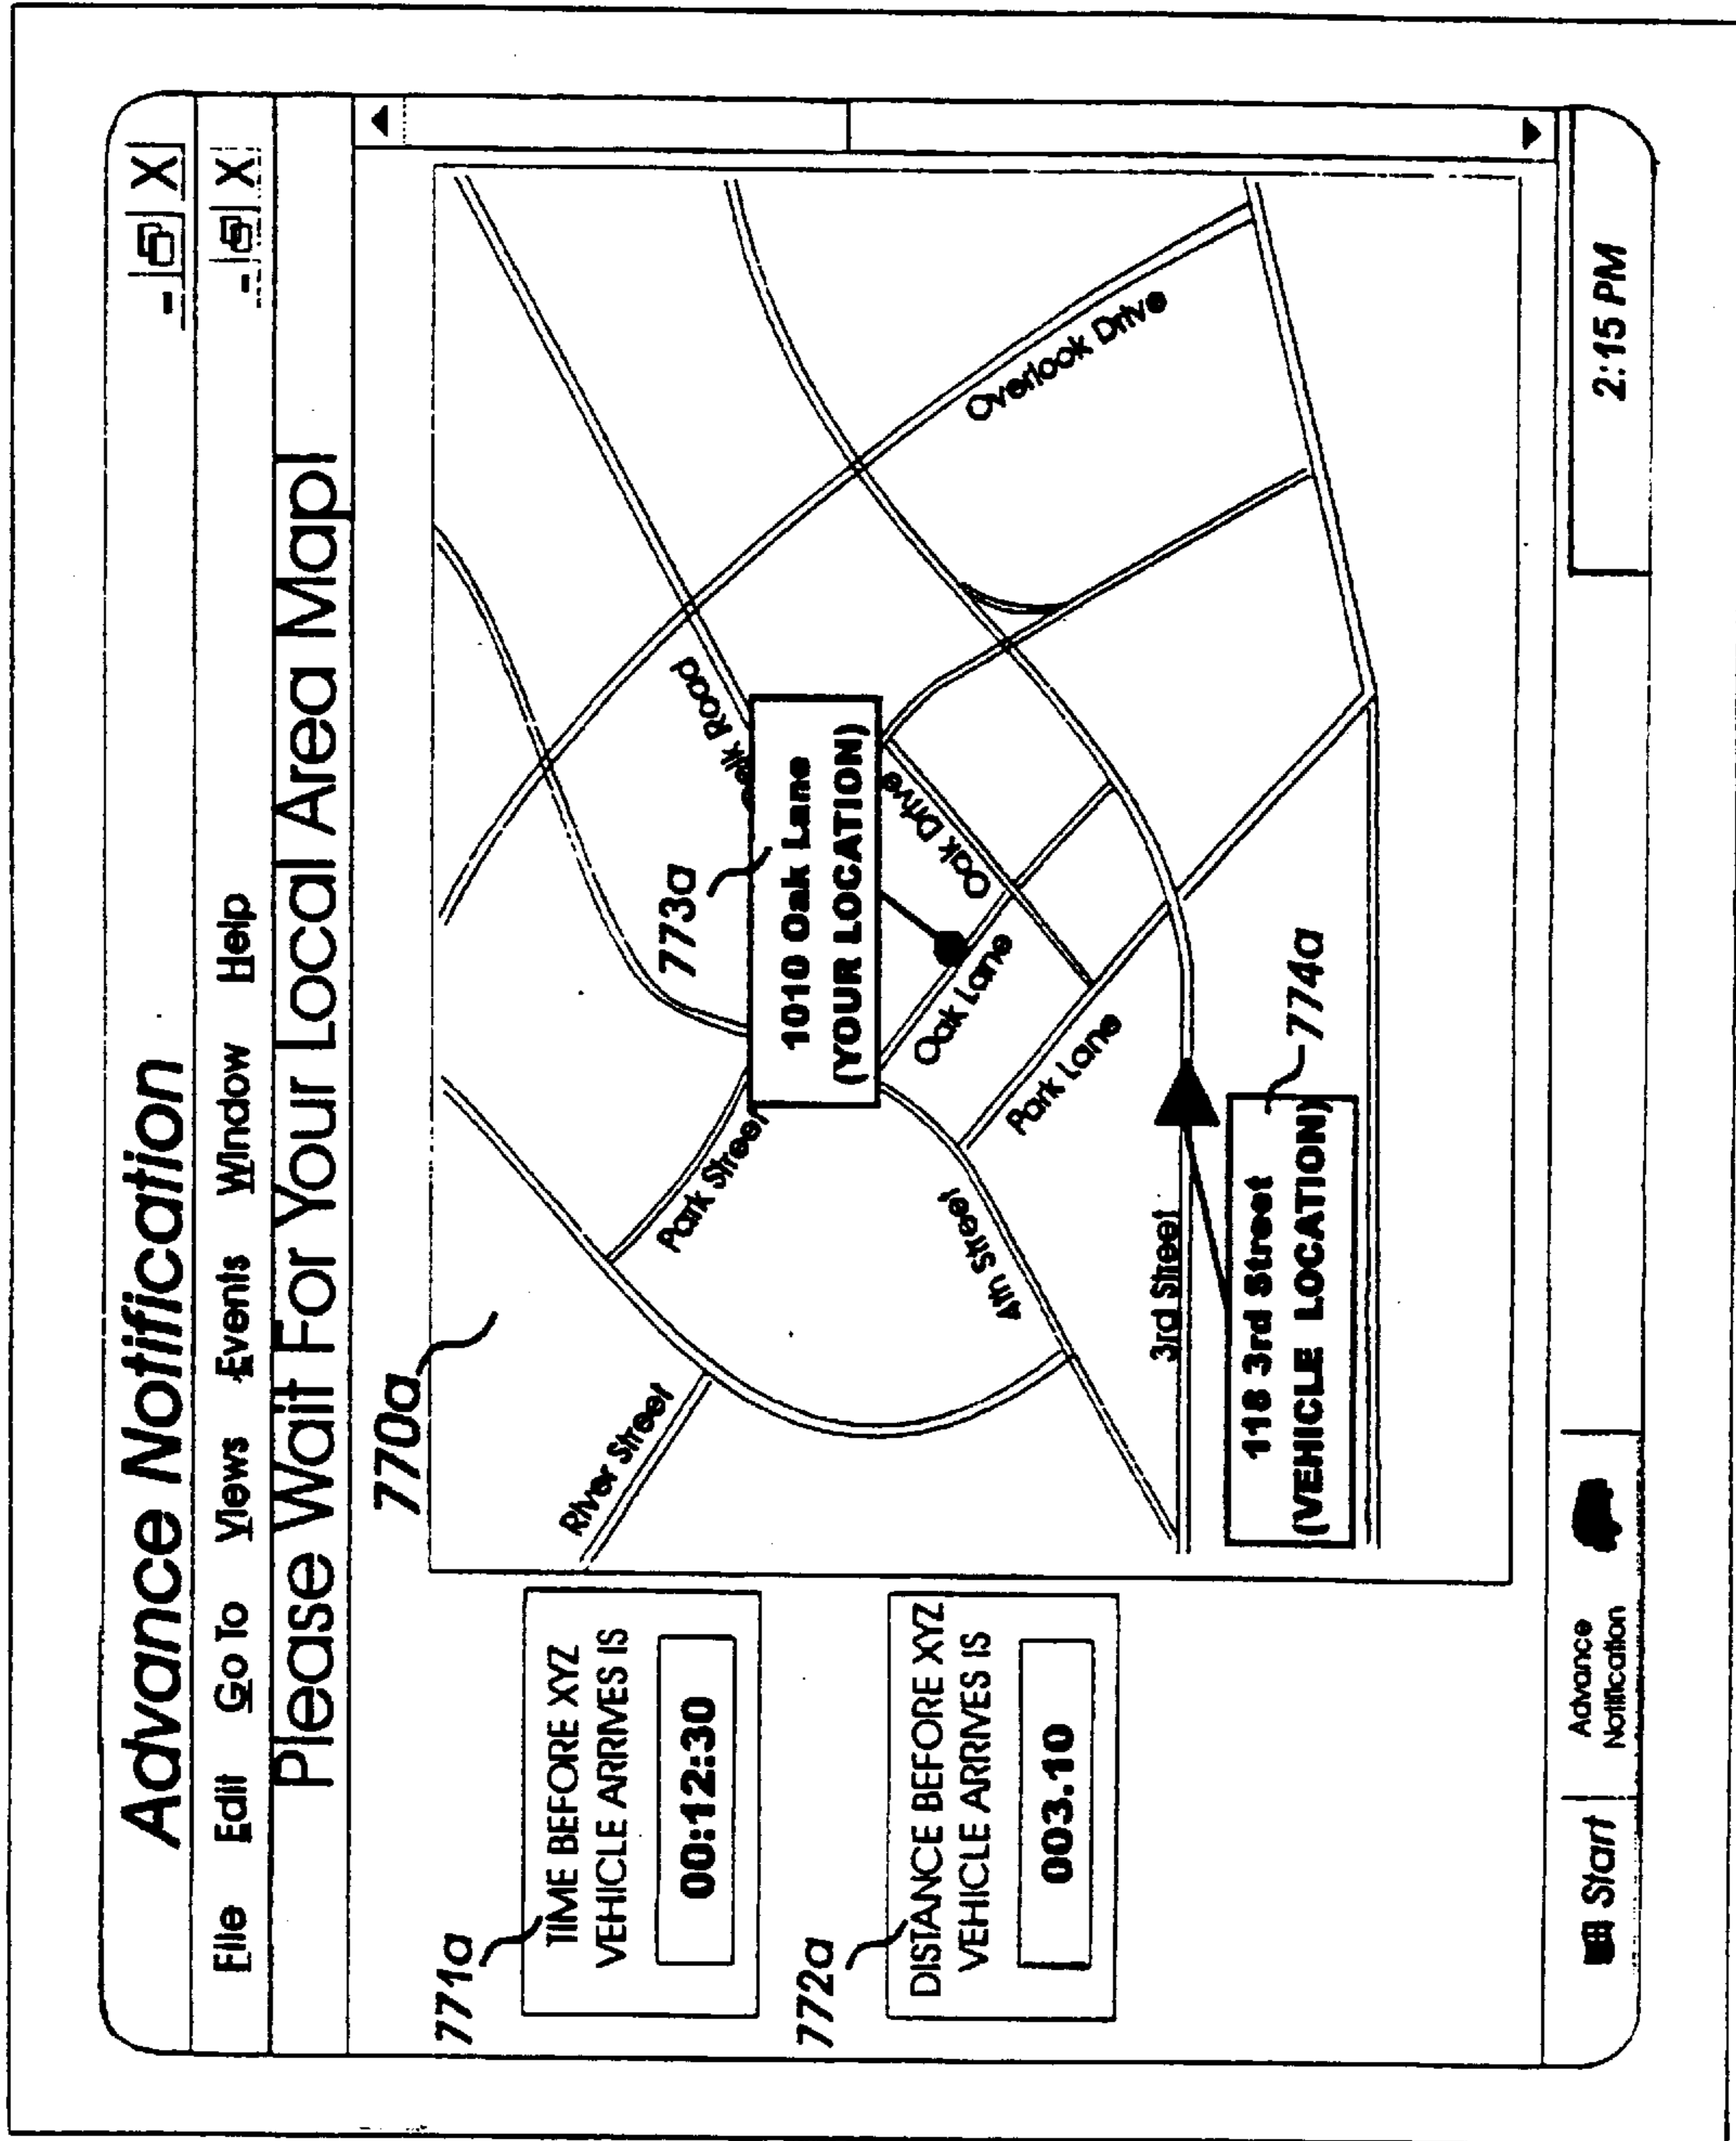 Advance Notification
_ X
File Edit Go To Views Events Window Help
_ X
Please Wait For Your Local Area Map!
770a
771a
TIME BEFORE XYZ
VEHICLE ARRIVES IS
00:12:30
772a
DISTANCE BEFORE XYZ
VEHICLE ARRIVES IS
003.10
River Street
Park Street
773a
Road
1010 Oak Lane
(YOUR LOCATION)
Oak Drive
Overlook Drive
Oak Lane
Park Lane
4th Street
3rd Street
118 3rd Street
(VEHICLE LOCATION)
774a
Start
Advance
Notification
2:15 PM